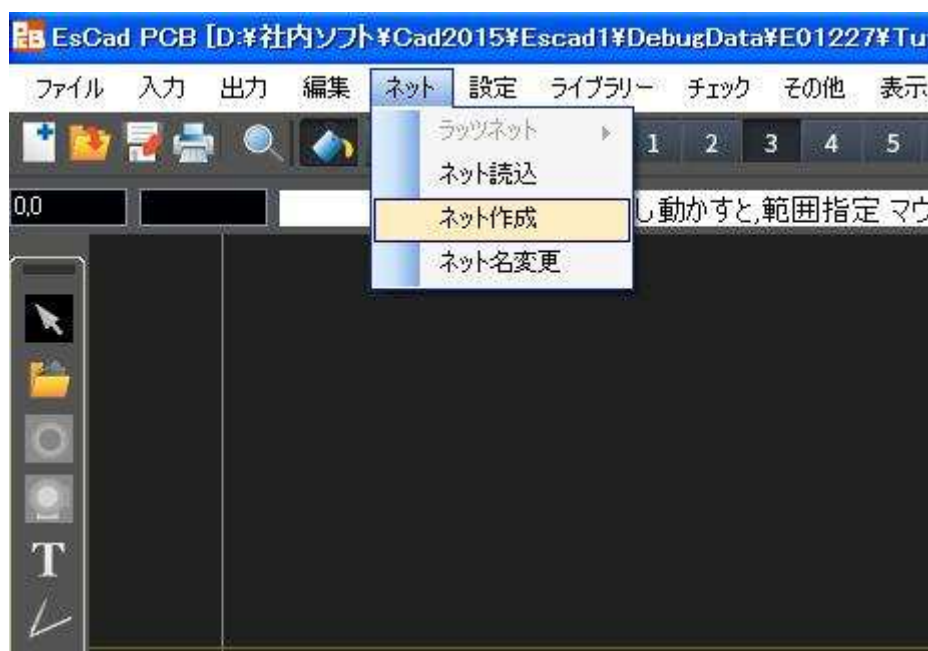 EsCad PCB [D:¥社内ソフト¥Cad2015¥Escad1¥DebugData¥E01227¥Tu
ファイル 入力 出力 編集 ネット 設定 ライブラリー チェック その他 表示
ラッツネット
1 2 3 4 5
ネット読込
0,0
ネット作成
し動かすと,範囲指定 マウ
ネット名変更
T